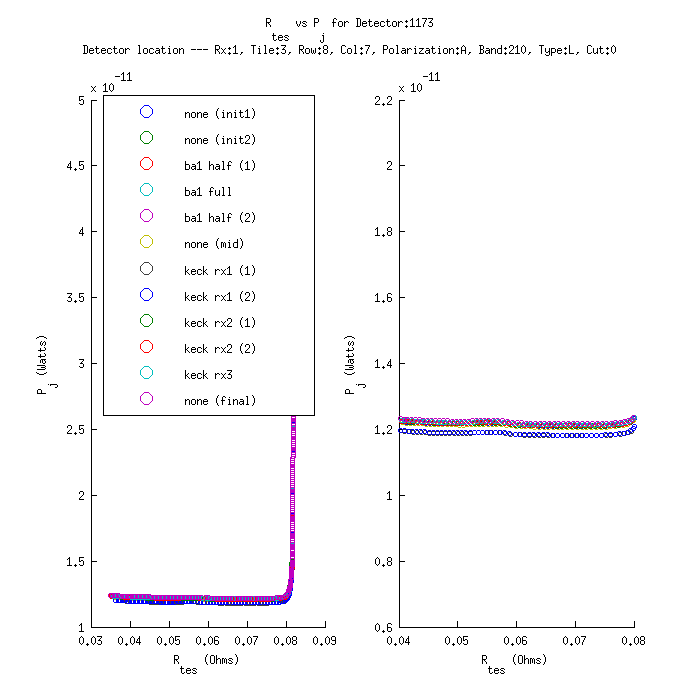 R tes vs P j for Detector:1173
Detector location --- Rx:1, Tile:3, Row:8, Col:7, Polarization:A, Band:210, Type:L, Cut:0
x 10 -11
5
4.5
4
3.5
3
2.5
2
1.5
1
P j (Watts)
none (init1)
none (init2)
ba1 half (1)
ba1 full
ba1 half (2)
none (mid)
keck rx1 (1)
keck rx1 (2)
keck rx2 (1)
keck rx2 (2)
keck rx3
none (final)
0.03 0.04 0.05 0.06 0.07 0.08 0.09
R tes (Ohms)
x 10 -11
2.2
2
1.8
1.6
1.4
1.2
1
0.8
0.6
P j (Watts)
0.04 0.05 0.06 0.07 0.08
R tes (Ohms)